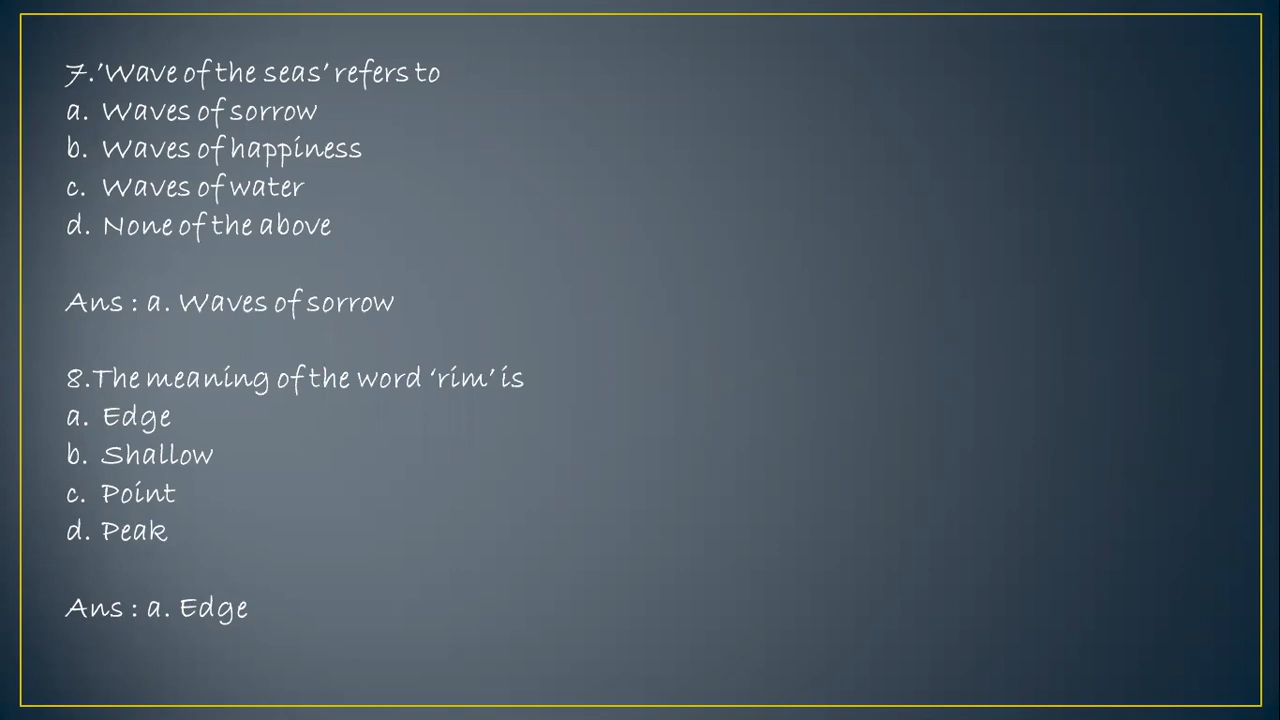 7.’Wave of the seas’ refers to
a. Waves of sorrow
b. Waves of happiness
c. Waves of water
d. None of the above
Ans : a. Waves of sorrow
8.The meaning of the word ‘rim’ is
a. Edge
b. Shallow
c. Point
d. Peak
Ans : a. Edge